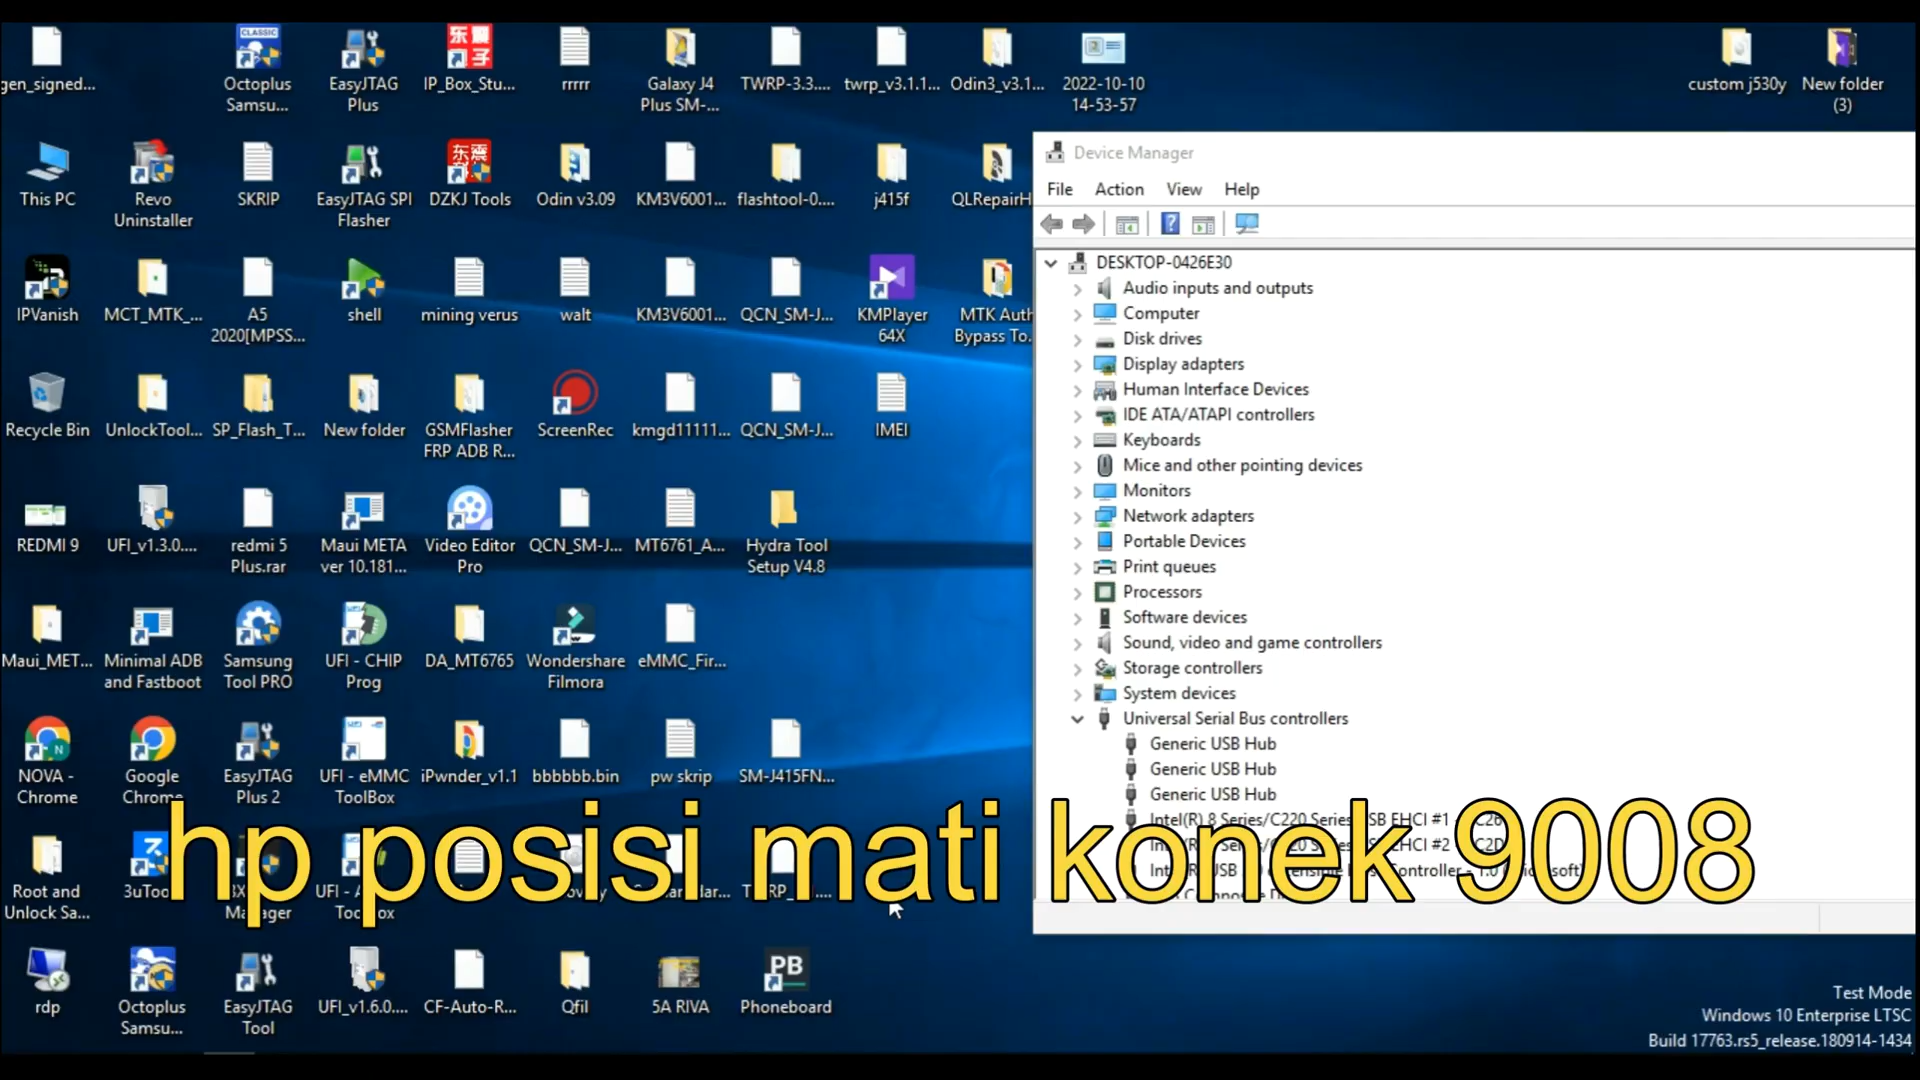 gen_signed...
Octoplus
Samsu...
EasyJTAG
Plus
IP_Box_Stu...
rrrrr
Galaxy J4
Plus SM-...
TWRP-3.3....
twrp_v3.1.1...
Odin3_v3.1...
2022-10-10
14-53-57
custom j530y
New folder
(3)
This PC
Revo
Uninstaller
SKRIP
EasyJTAG SPI
Flasher
DZKJ Tools
Odin v3.09
KM3V6001...
flashtool-0....
j415f
QLRepairH
IPVanish
MCT_MTK_...
A5
2020[MPSS...
shell
mining verus
walt
KM3V6001...
QCN_SM-J...
KMPlayer
64X
MTK Auth
Bypass To.
Recycle Bin
UnlockTool...
SP_Flash_T...
New folder
GSMFlasher
FRP ADB R...
ScreenRec
kmgd11111...
QCN_SM-J...
IMEI
REDMI 9
UFI_v1.3.0....
redmi 5
Plus.rar
Maui META
ver 10.181...
Video Editor
Pro
QCN_SM-J...
MT6761_A...
Hydra Tool
Setup V4.8
Maui_MET...
Minimal ADB
and Fastboot
Samsung
Tool PRO
UFI - CHIP
Prog
DA_MT6765
Wondershare
Filmora
eMMC_Fir...
NOVA -
Chrome
Google
Chrome
EasyJTAG
Plus 2
UFI - eMMC
ToolBox
iPwnder_v1.1
bbbbbb.bin
pw skrip
SM-J415FN...
Root and
Unlock Sa...
3uToo
Manager
UFI -
Octoplus
Samsu...
rdp
EasyJTAG
Tool
UFI_v1.6.0....
CF-Auto-R...
Qfil
5A RIVA
PB
Phoneboard
Device Manager
File Action View Help
DESKTOP-0426E30
Audio inputs and outputs
Computer
Disk drives
Display adapters
Human Interface Devices
IDE ATA/ATAPI controllers
Keyboards
Mice and other pointing devices
Monitors
Network adapters
Portable Devices
Print queues
Processors
Software devices
Sound, video and game controllers
Storage controllers
System devices
Universal Serial Bus controllers
Generic USB Hub
Generic USB Hub
Generic USB Hub
Intel(R) 8 Series/C220 Series USB EHCI #1
hp posisi mati konek 9008
Test Mode
Windows 10 Enterprise LTSC
Build 17763.rs5_release.180914-1434